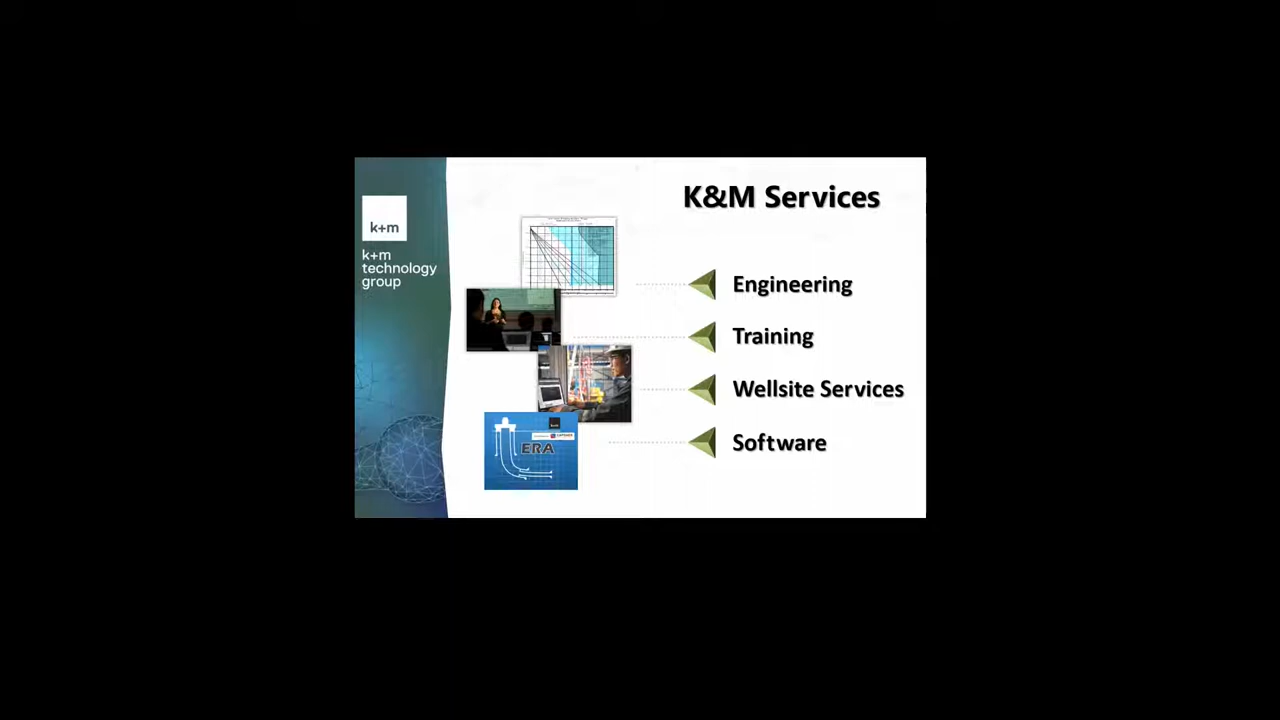 K&M Services
k+m
k+m
technology
group
Engineering
Training
Wellsite Services
ERA
Software